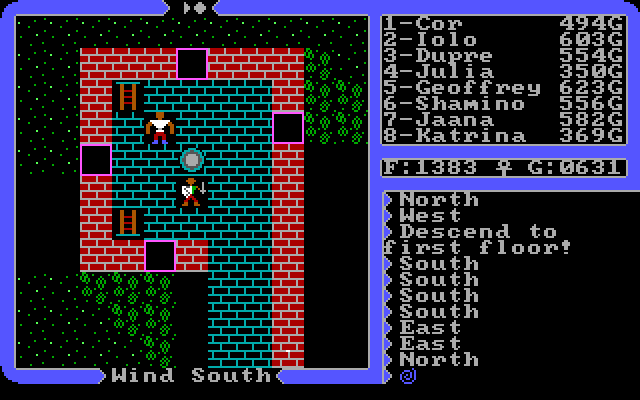 1-Cor 494G
2-Iolo 603G
3-Dupre 554G
4-Julia 350G
5-Geoffrey 623G
6-Shamino 556G
7-Jaana 582G
8-Katrina 369G
F:1383 ♀ G:0631
North
West
Descend to
first floor!
South
South
South
South
East
East
North
Wind South